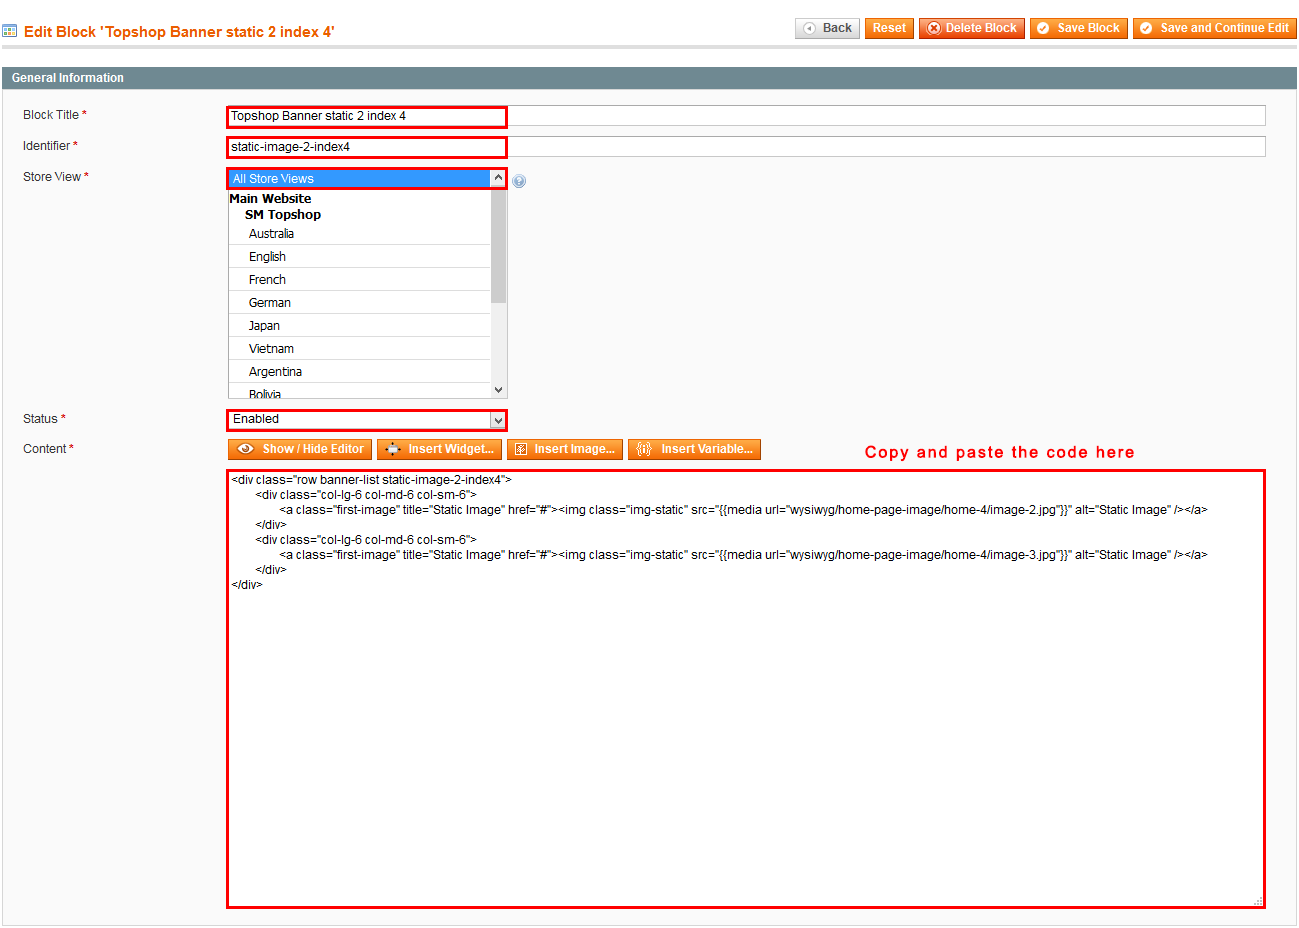 Edit Block 'Topshop Banner static 2 index 4'
Back Reset Delete Block Save Block Save and Continue Edit
General Information
Block Title * Topshop Banner static 2 index 4
Identifier * static-image-2-index4
Store View * All Store Views
Main Website
SM Topshop
Australia
English
French
German
Japan
Vietnam
Argentina
Bolivia
Status * Enabled
Content * Show / Hide Editor Insert Widget... Insert Image... Insert Variable... Copy and paste the code here
<div class="row banner-list static-image-2-index4">
<div class="col-lg-6 col-md-6 col-sm-6">
<a class="first-image" title="Static Image" href="#"><img class="img-static" src="{{media url="wysiwyg/home-page-image/home-4/image-2.jpg"}}" alt="Static Image" /></a>
</div>
<div class="col-lg-6 col-md-6 col-sm-6">
<a class="first-image" title="Static Image" href="#"><img class="img-static" src="{{media url="wysiwyg/home-page-image/home-4/image-3.jpg"}}" alt="Static Image" /></a>
</div>
</div>